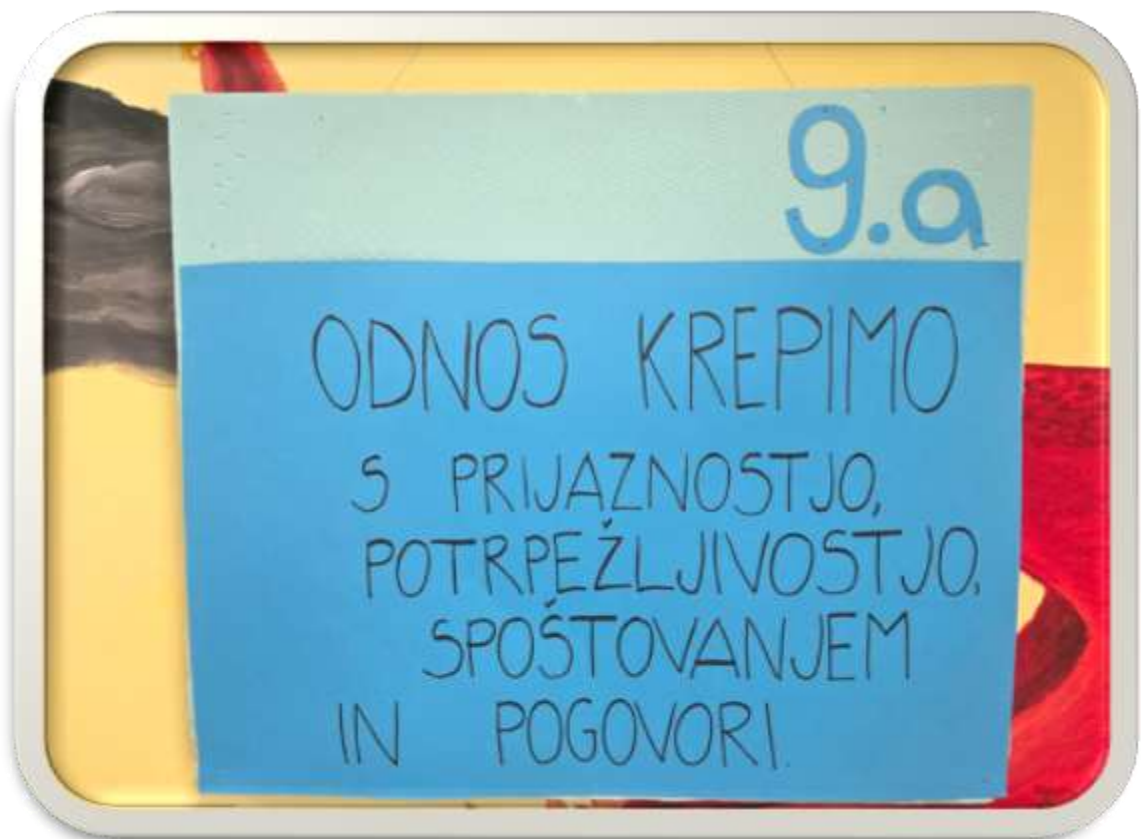 9.a
ODNOS KREPIMO
S PRIJAZNOSTJO,
POTRPEŽLJIVOSTJO,
SPOŠTOVANJEM
IN POGOVORI.